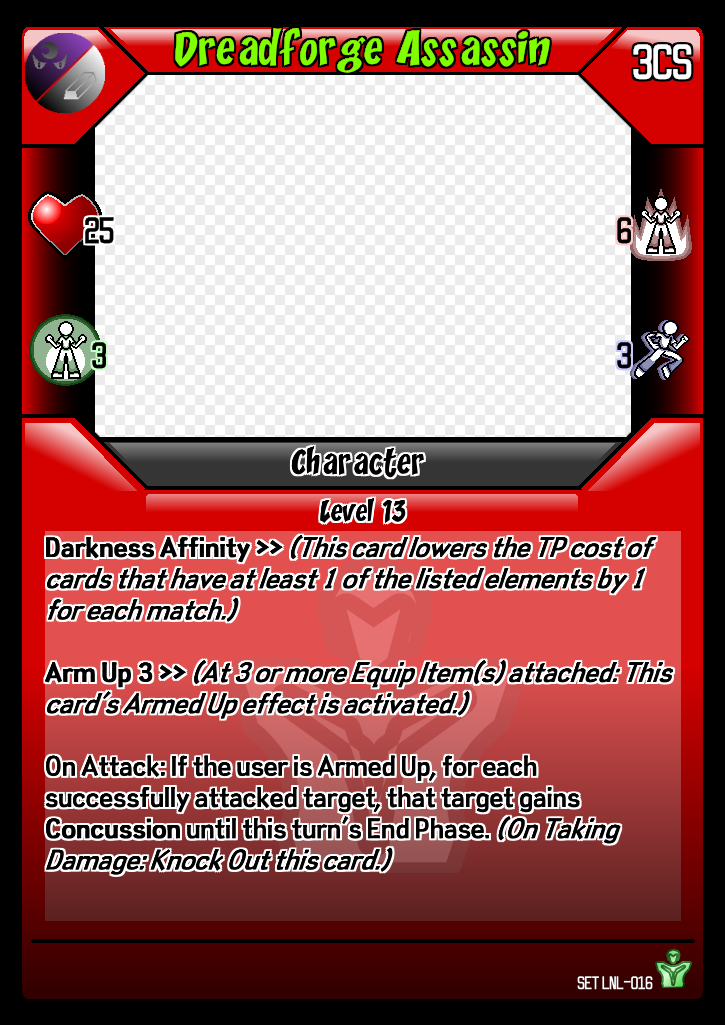 Dreadforge Assassin
3CS
25
6
3
3
Character
Level 13
Darkness Affinity >> (This card lowers the TP cost of
cards that have at least 1 of the listed elements by 1
for each match.)
Arm Up 3 >> (At 3 or more Equip Item(s) attached: This
card's Armed Up effect is activated.)
On Attack: If the user is Armed Up, for each
successfully attacked target, that target gains
Concussion until this turn's End Phase. (On Taking
Damage: Knock Out this card.)
SET LNL-016